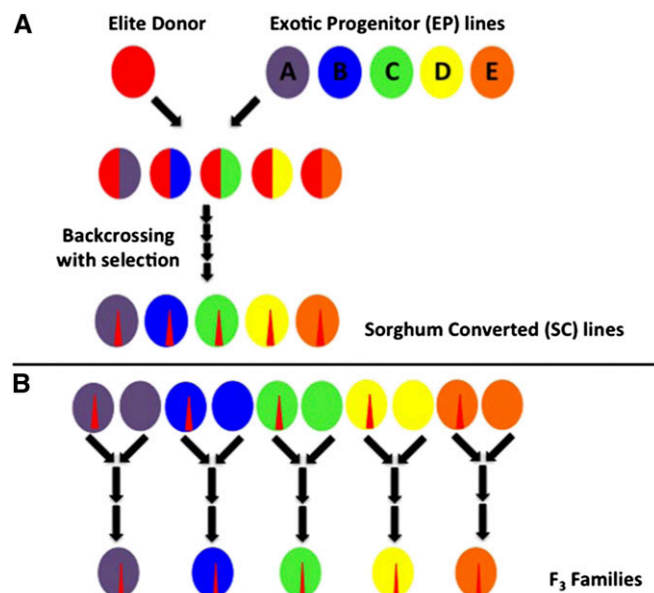 A
Elite Donor
Exotic Progenitor (EP) lines
A B C D E
Backcrossing
with selection
Sorghum Converted (SC) lines
B
F₃ Families